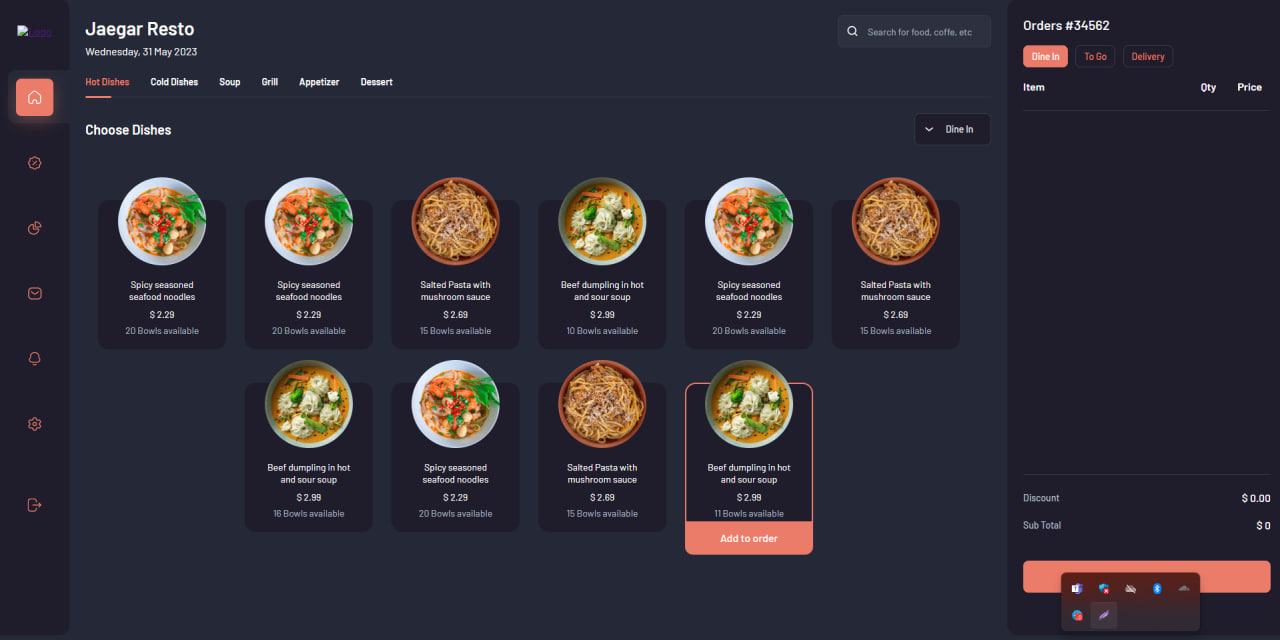 Logo
Jaegar Resto
Wednesday, 31 May 2023
Search for food, coffe, etc
Hot Dishes
Cold Dishes
Soup
Grill
Appetizer
Dessert
Choose Dishes
Dine In
Spicy seasoned
seafood noodles
$ 2.29
20 Bowls available
Spicy seasoned
seafood noodles
$ 2.29
20 Bowls available
Salted Pasta with
mushroom sauce
$ 2.69
15 Bowls available
Beef dumpling in hot
and sour soup
$ 2.99
10 Bowls available
Spicy seasoned
seafood noodles
$ 2.29
20 Bowls available
Salted Pasta with
mushroom sauce
$ 2.69
15 Bowls available
Beef dumpling in hot
and sour soup
$ 2.99
16 Bowls available
Spicy seasoned
seafood noodles
$ 2.29
20 Bowls available
Salted Pasta with
mushroom sauce
$ 2.69
15 Bowls available
Beef dumpling in hot
and sour soup
$ 2.99
11 Bowls available
Add to order
Orders #34562
Dine In
To Go
Delivery
Item
Qty
Price
Discount
$ 0.00
Sub Total
$ 0